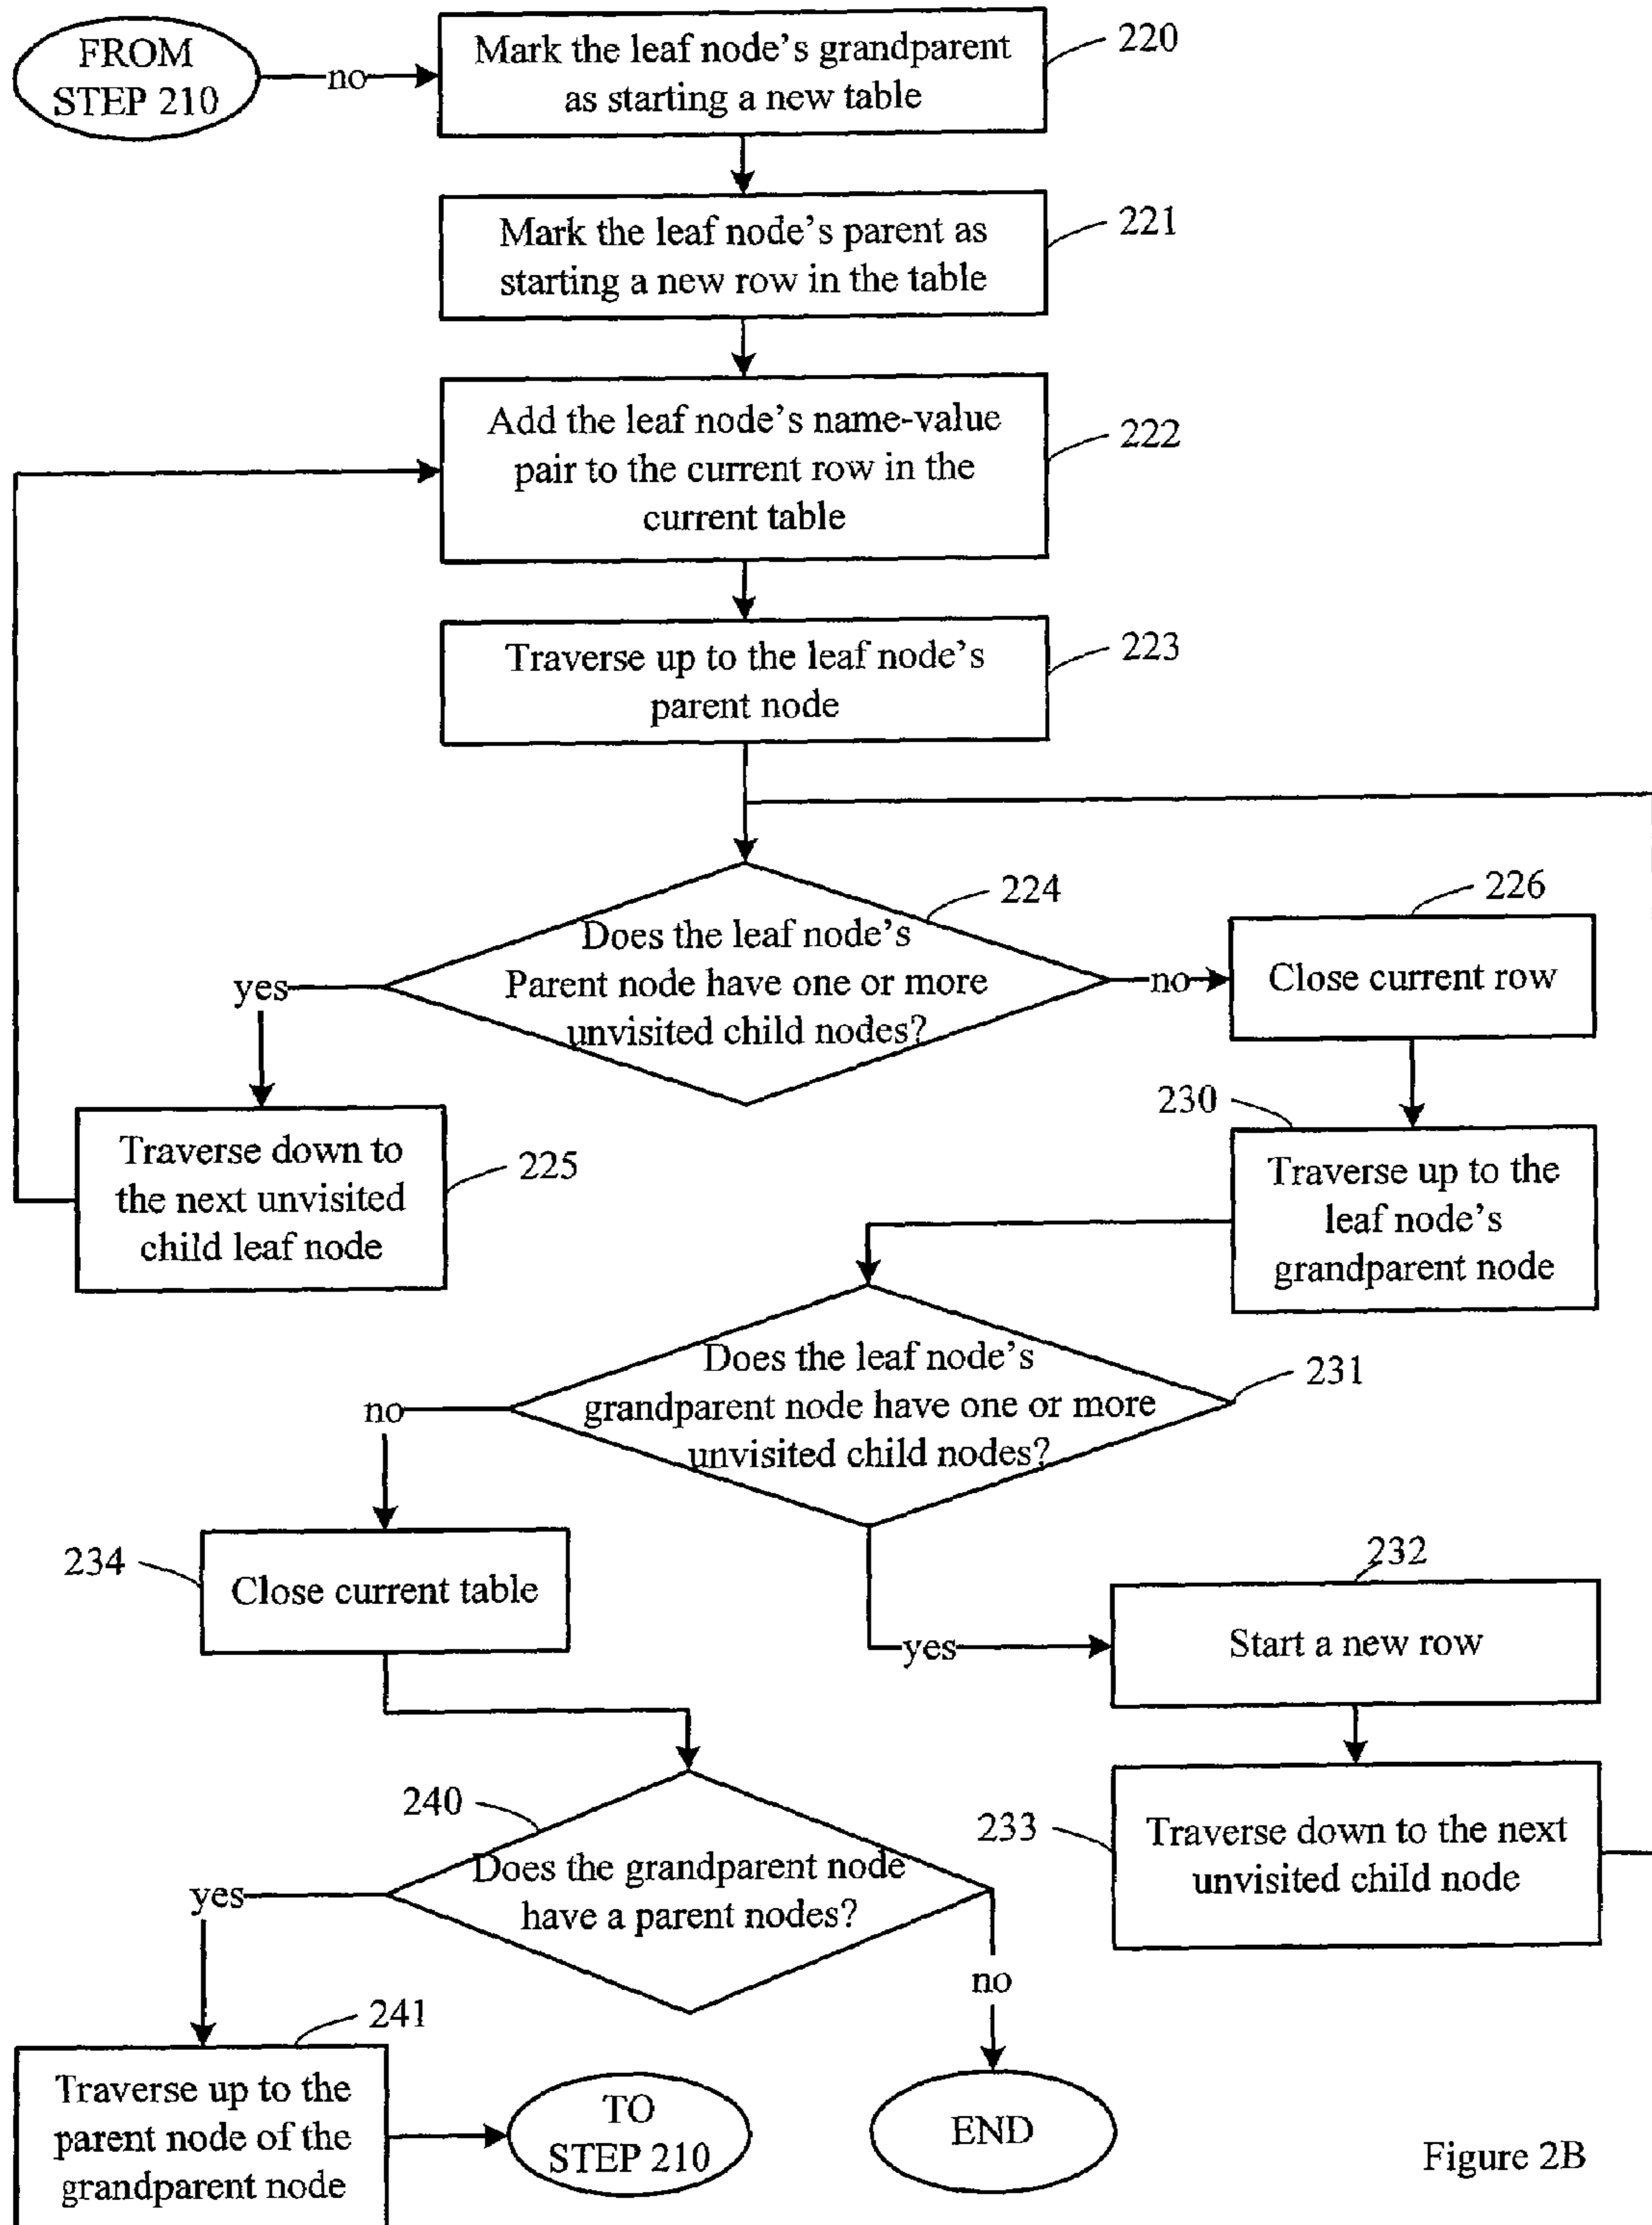 FROM
STEP 210
no
Mark the leaf node's grandparent
as starting a new table
220
Mark the leaf node's parent as
starting a new row in the table
221
Add the leaf node's name-value
pair to the current row in the
current table
222
Traverse up to the leaf node's
parent node
223
Does the leaf node's
Parent node have one or more
unvisited child nodes?
224
yes
no
Close current row
226
Traverse down to
the next unvisited
child leaf node
225
230
Traverse up to the
leaf node's
grandparent node
Does the leaf node's
grandparent node have one or more
unvisited child nodes?
231
no
234
Close current table
yes
232
Start a new row
233
Traverse down to the next
unvisited child node
240
Does the grandparent node
have a parent nodes?
yes
no
241
Traverse up to the
parent node of the
grandparent node
TO
STEP 210
END
Figure 2B